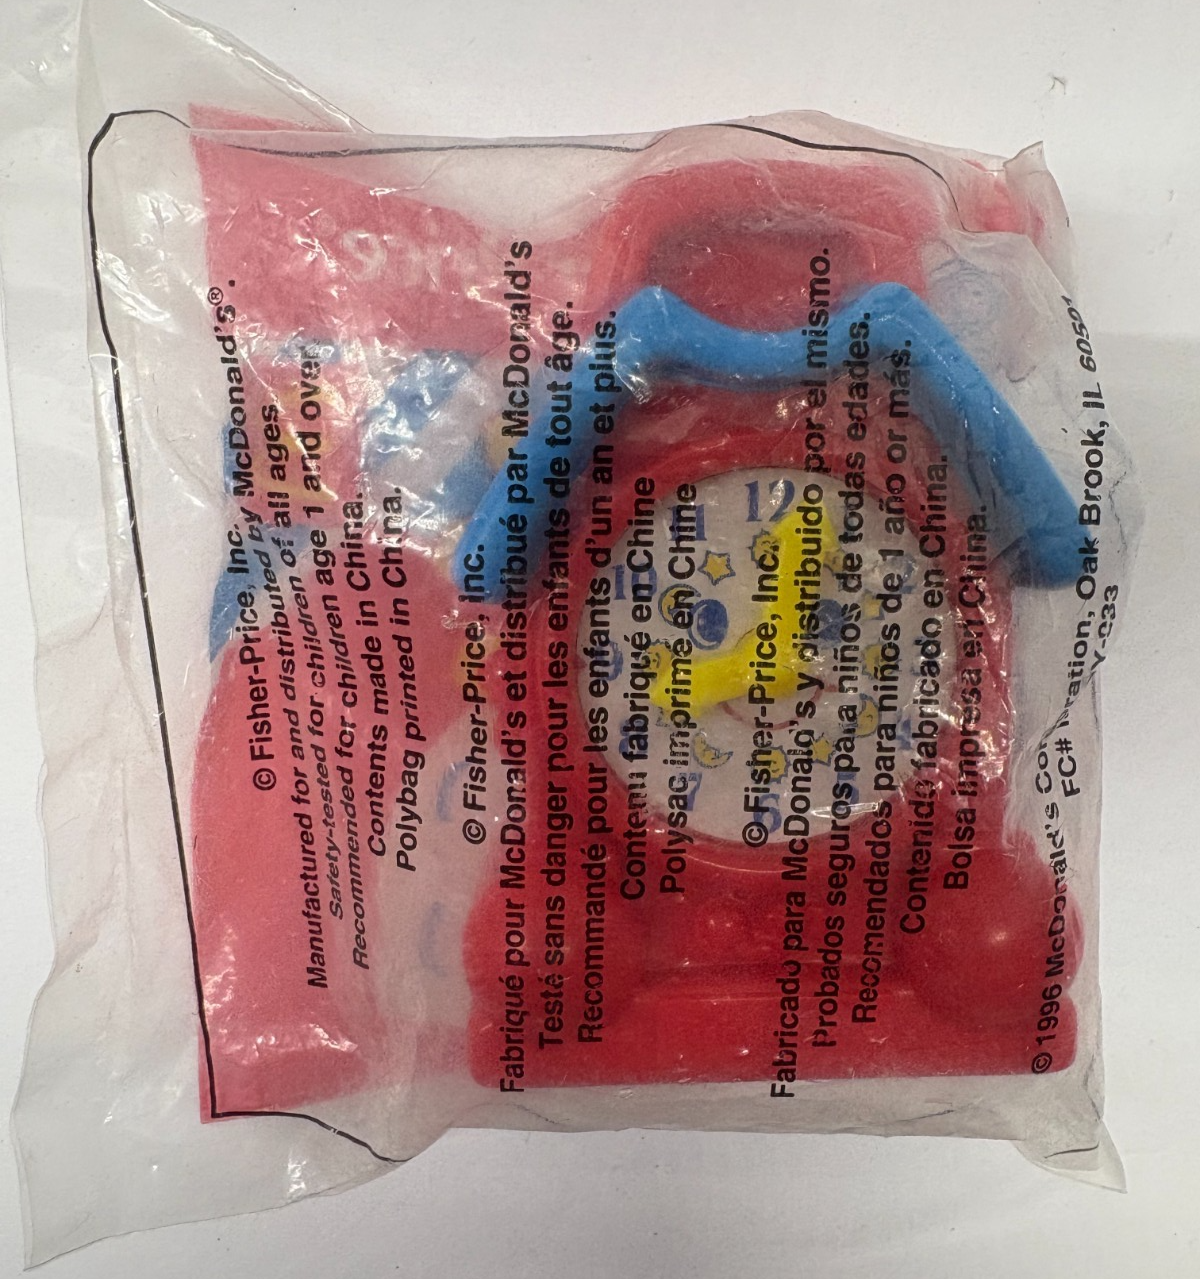 © Fisher-Price, Inc.
Manufactured for and distributed by McDonald's®.
Safety-tested for children of all ages
Recommended for children age 1 and over.
Contents made in China.
Polybag printed in China.
© Fisher-Price, Inc.
Fabriqué pour McDonald's et distribué par McDonald's
Testé sans danger pour les enfants de tout âge.
Recommandé pour les enfants d'un an et plus.
Contenu fabriqué en Chine
Polysac imprimé en Chine
© Fisher-Price, Inc.
Fabricado para McDonald's y distribuido por el mismo.
Probados seguros para niños de todas edades.
Recomendados para niños de 1 año or más.
Contenido fabricado en China.
Bolsa Impresa en China.
© 1996 McDonald's Oak Brook, IL
FC#
12
11
10
7